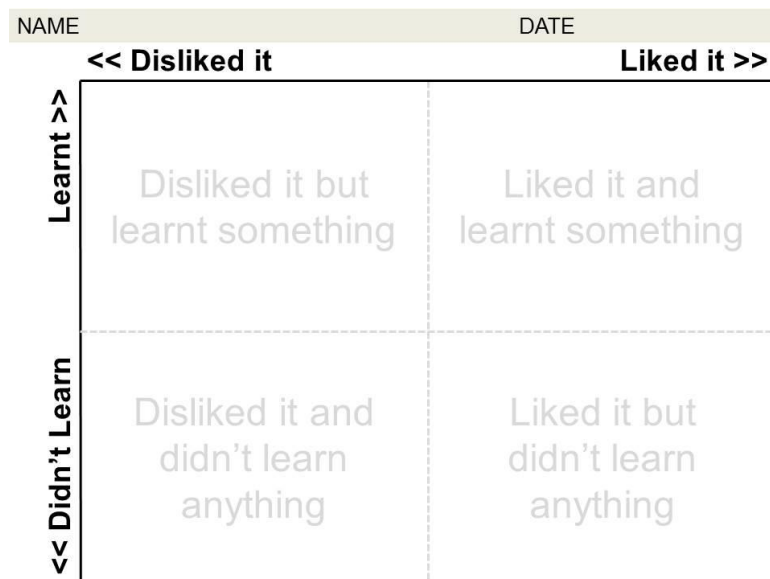 NAME DATE
<< Disliked it Liked it >>
Learnt >>
Disliked it but
learnt something
Liked it and
learnt something
<< Didn't Learn
Disliked it and
didn't learn
anything
Liked it but
didn't learn
anything